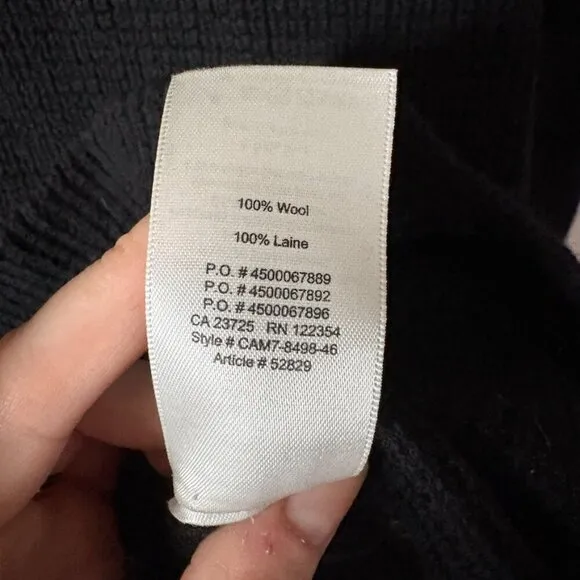 100% Wool
100% Laine
P.O. # 4500067889
P.O. # 4500067892
P.O. # 4500067896
CA 23725 RN 122354
Style # CAM7-8498-46
Article # 52829